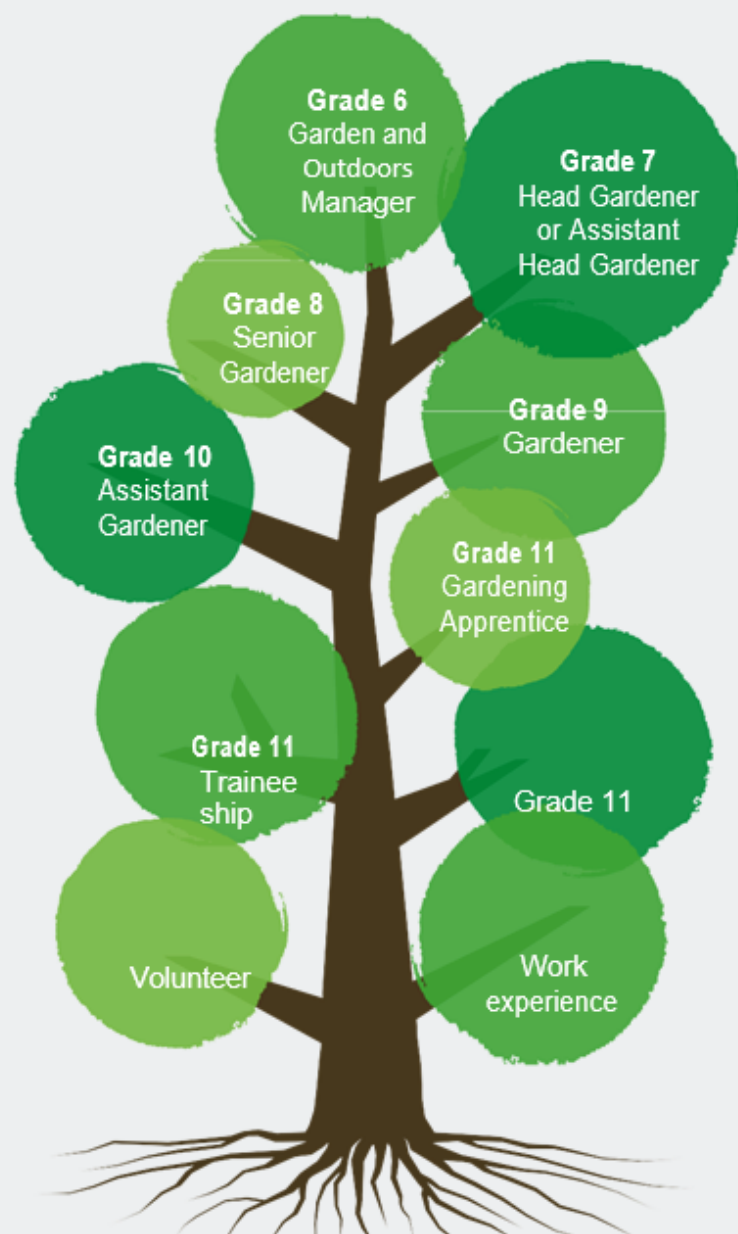 Grade 6
Garden and
Outdoors
Manager
Grade 7
Head Gardener
or Assistant
Head Gardener
Grade 8
Senior
Gardener
Grade 9
Gardener
Grade 10
Assistant
Gardener
Grade 11
Gardening
Apprentice
Grade 11
Trainee
ship
Grade 11
Volunteer
Work
experience